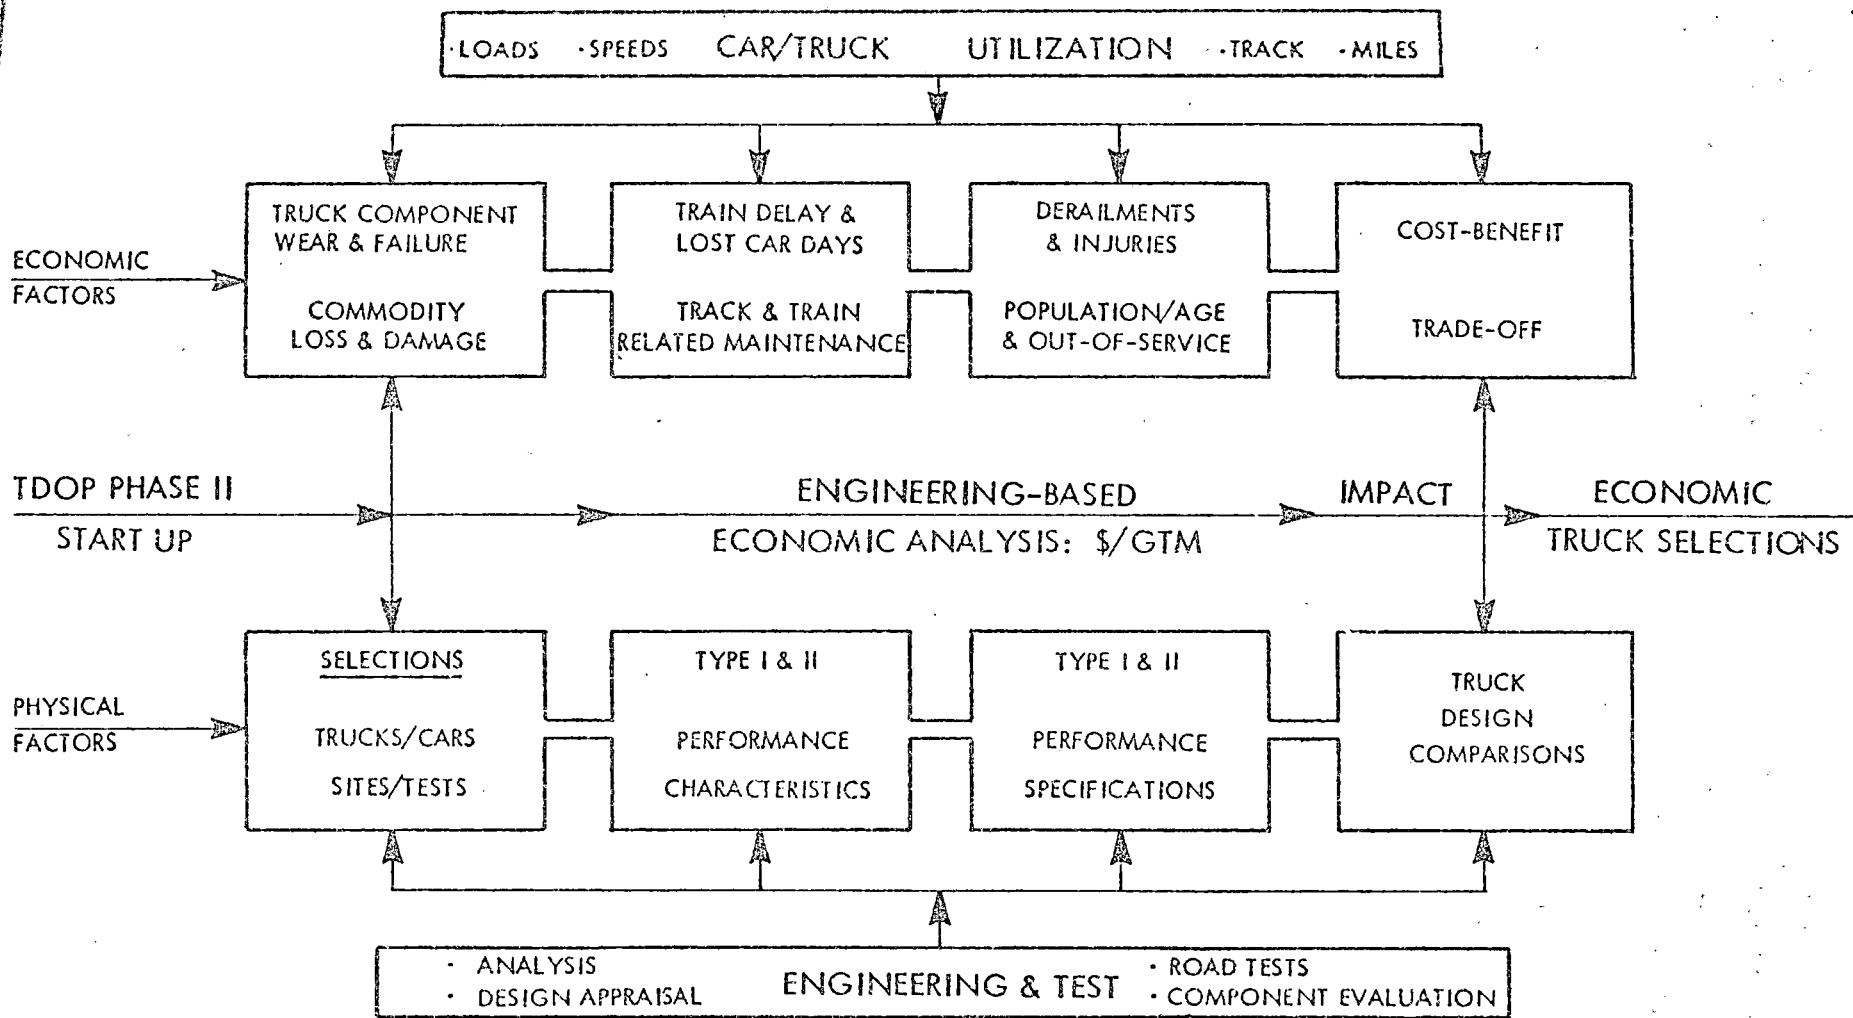 ·LOADS ·SPEEDS CAR/TRUCK UTILIZATION ·TRACK ·MILES
ECONOMIC
FACTORS
TRUCK COMPONENT
WEAR & FAILURE
COMMODITY
LOSS & DAMAGE
TRAIN DELAY &
LOST CAR DAYS
TRACK & TRAIN
RELATED MAINTENANCE
DERAILMENTS
& INJURIES
POPULATION/AGE
& OUT-OF-SERVICE
COST-BENEFIT
TRADE-OFF
TDOP PHASE II
START UP
ENGINEERING-BASED
ECONOMIC ANALYSIS: $/GTM
IMPACT
ECONOMIC
TRUCK SELECTIONS
PHYSICAL
FACTORS
SELECTIONS
TRUCKS/CARS
SITES/TESTS
TYPE I & II
PERFORMANCE
CHARACTERISTICS
TYPE I & II
PERFORMANCE
SPECIFICATIONS
TRUCK
DESIGN
COMPARISONS
· ANALYSIS
· DESIGN APPRAISAL
ENGINEERING & TEST
· ROAD TESTS
· COMPONENT EVALUATION